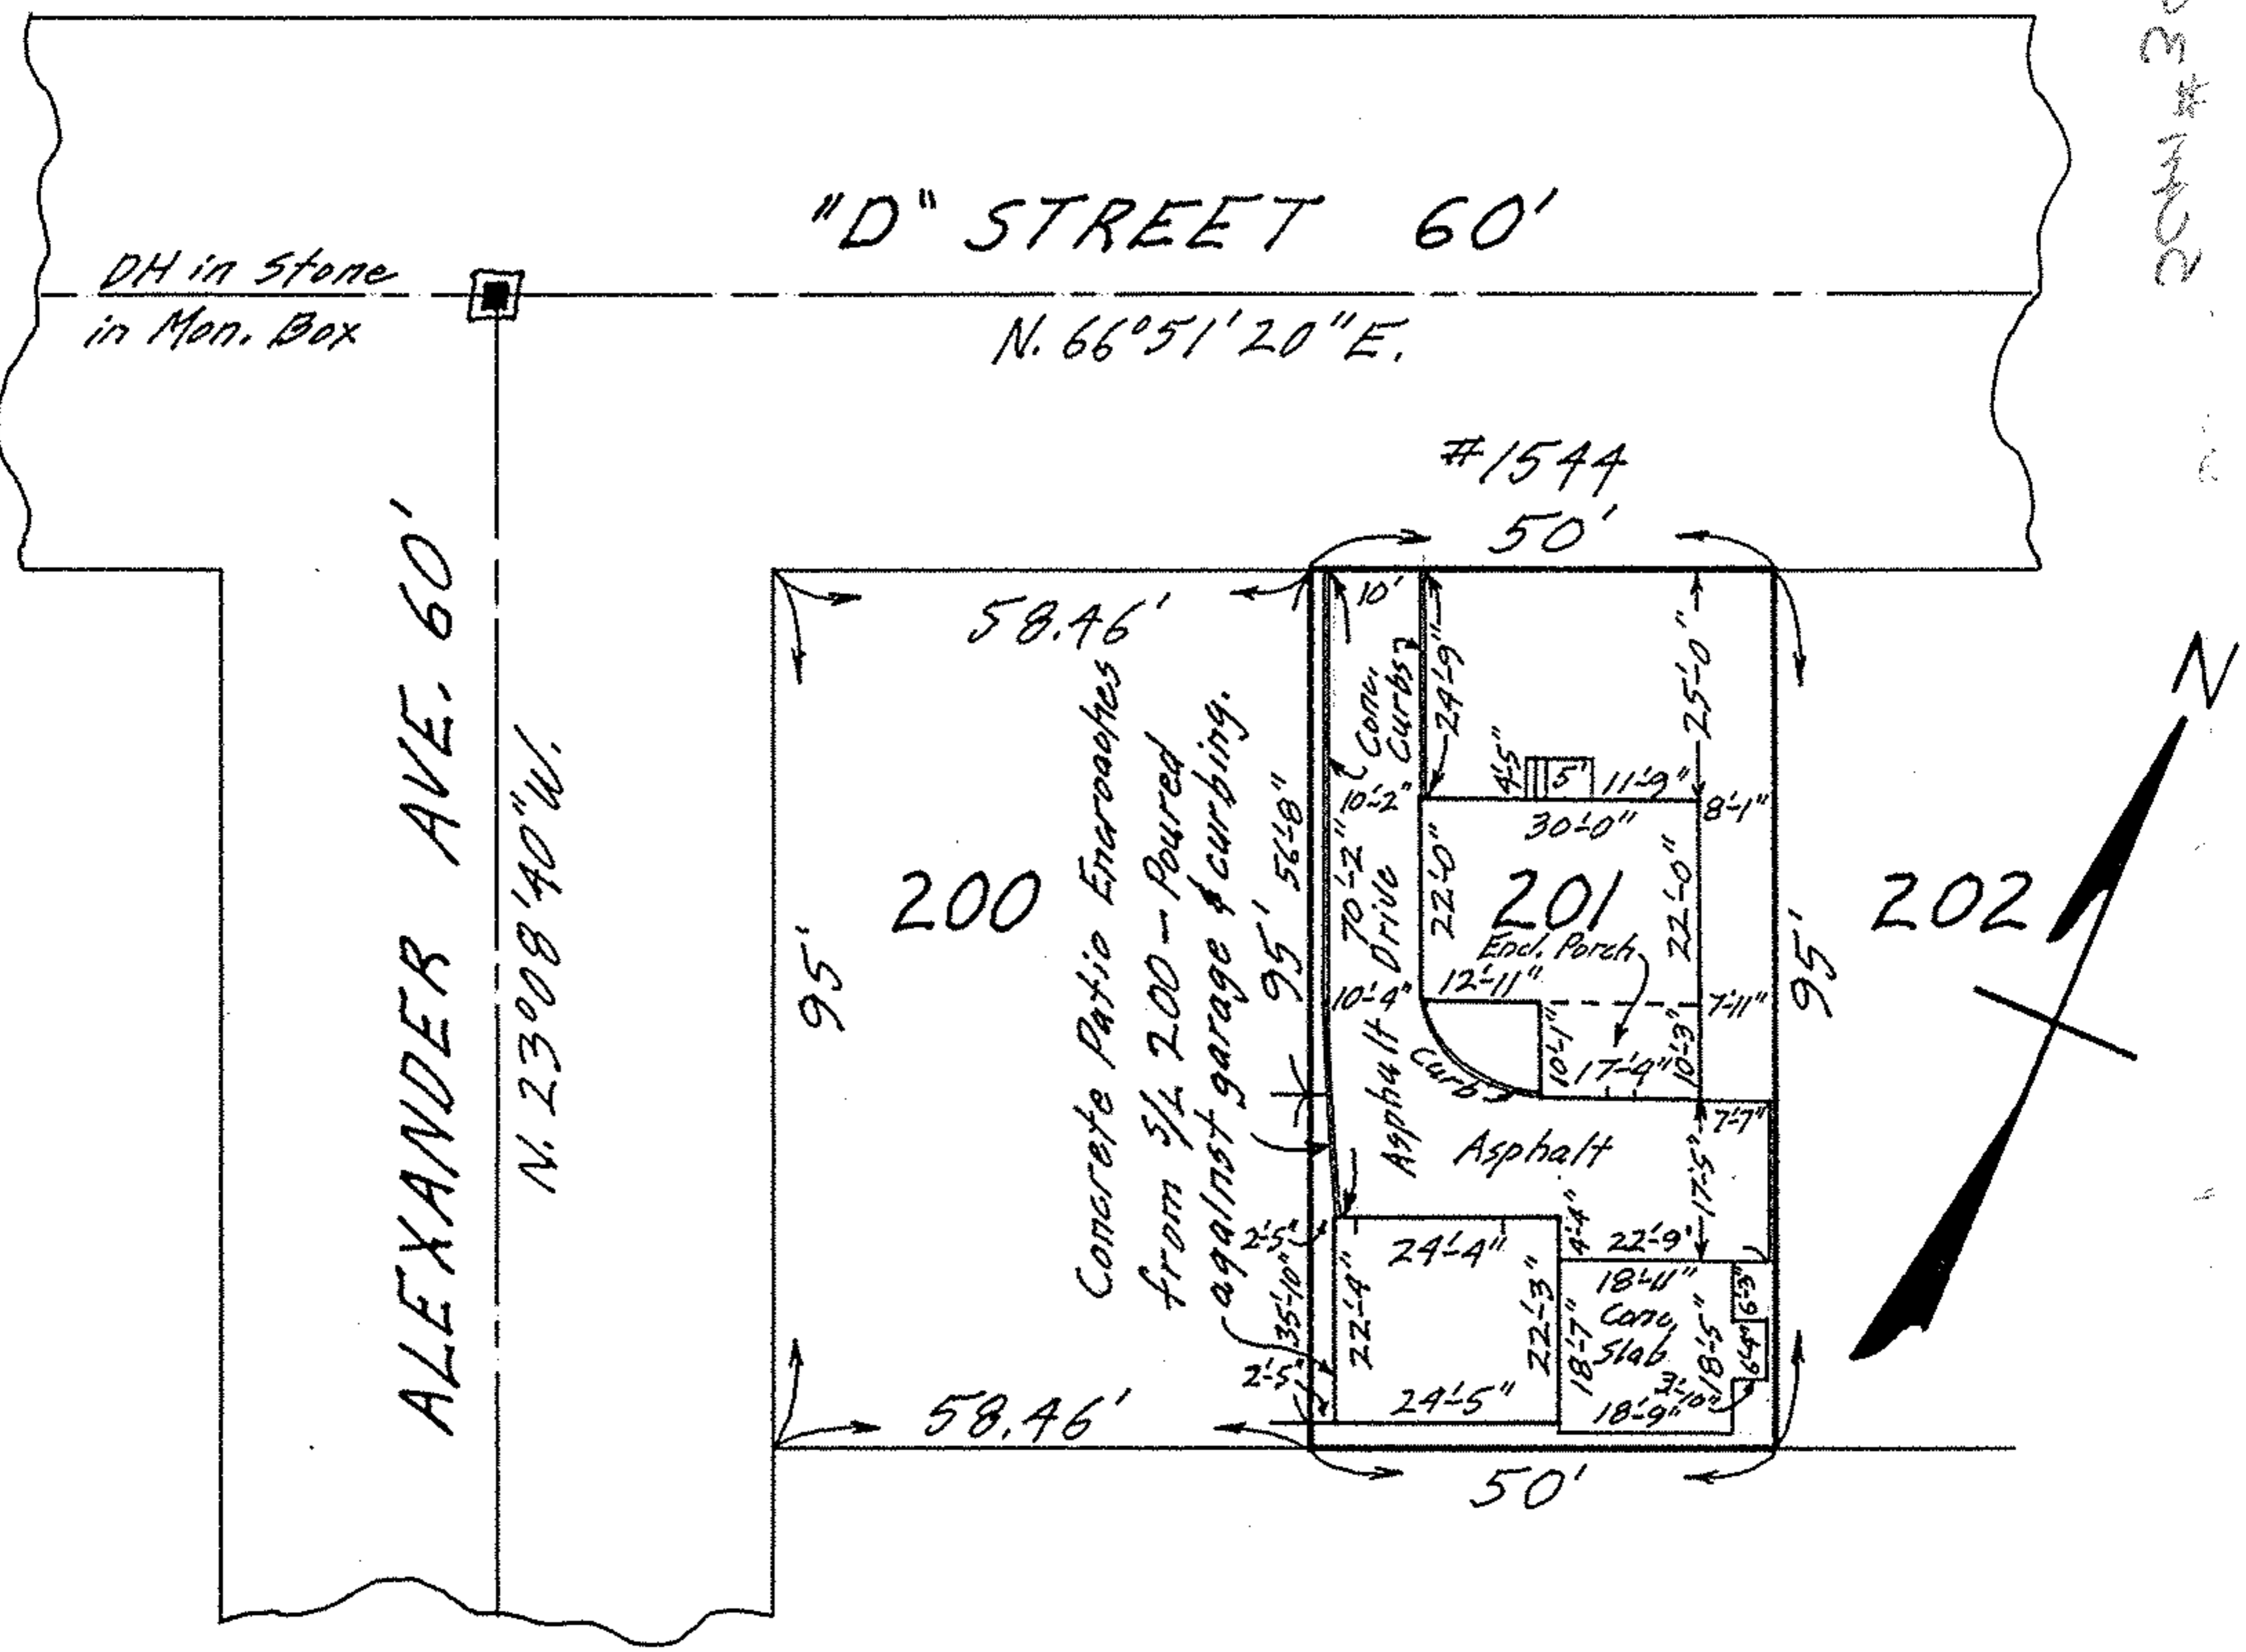 "D" STREET 60'
DH in Stone
in Mon. Box
N. 66°51'20"E.
#1544
50'
ALEXANDER AVE. 60'
N. 23°08'40"W.
58.46'
95'
200
58.46'
Concrete Patio Encroaches
from S/L 200 - Poured
against garage & curbing.
56'-8"
95'
2'-5"
35'-10"
2'-5"
10'
Conc.
Curbs
24'-9"
25'-0"
4'-5"
5'
11'-9"
10'-2"
30'-0"
8'-1"
70'-2"
22'-0"
201
22'-0"
Encl. Porch
10'-4"
12'-11"
7'-11"
Asphalt Drive
Curb
10'-1"
17'-4"
10'-3"
7'-7"
Asphalt
17'-5"
24'-4"
4'-4"
22'-9"
22'-4"
22'-3"
18'-11"
Conc.
Slab
18'-7"
18'-5"
6'-3"
6'-4"
3'-10"
24'-5"
18'-9"
50'
95'
202
N